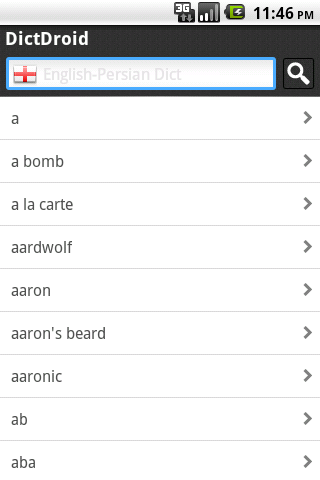 3G
11:46 PM
DictDroid
English-Persian Dict
a
a bomb
a la carte
aardwolf
aaron
aaron's beard
aaronic
ab
aba